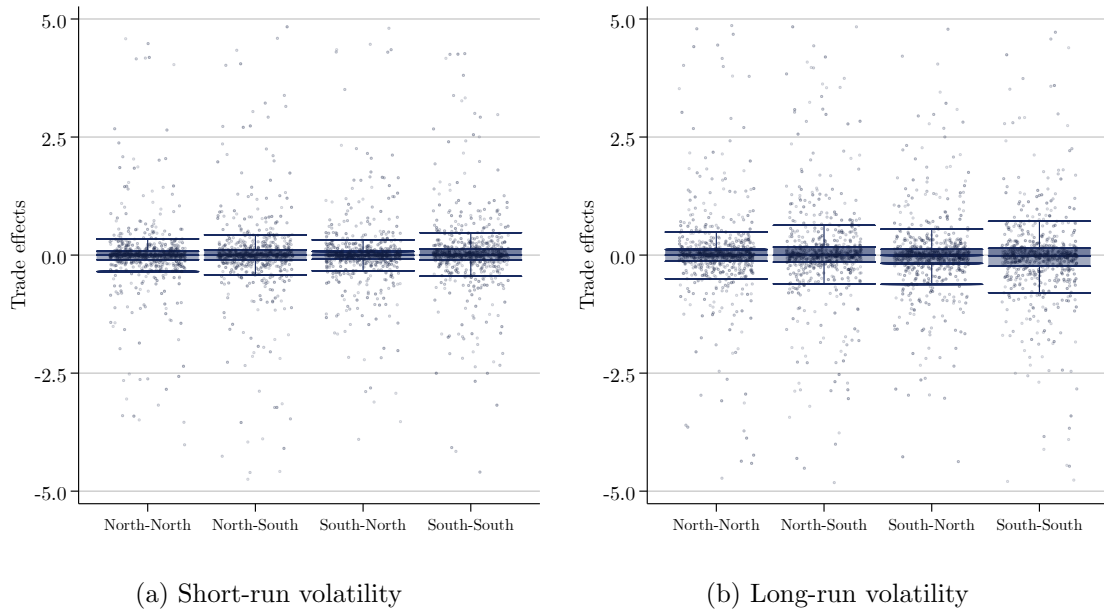 5.0
2.5
0.0
-2.5
-5.0
Trade effects
North-North North-South South-North South-South
(a) Short-run volatility
5.0
2.5
0.0
-2.5
-5.0
Trade effects
North-North North-South South-North South-South
(b) Long-run volatility